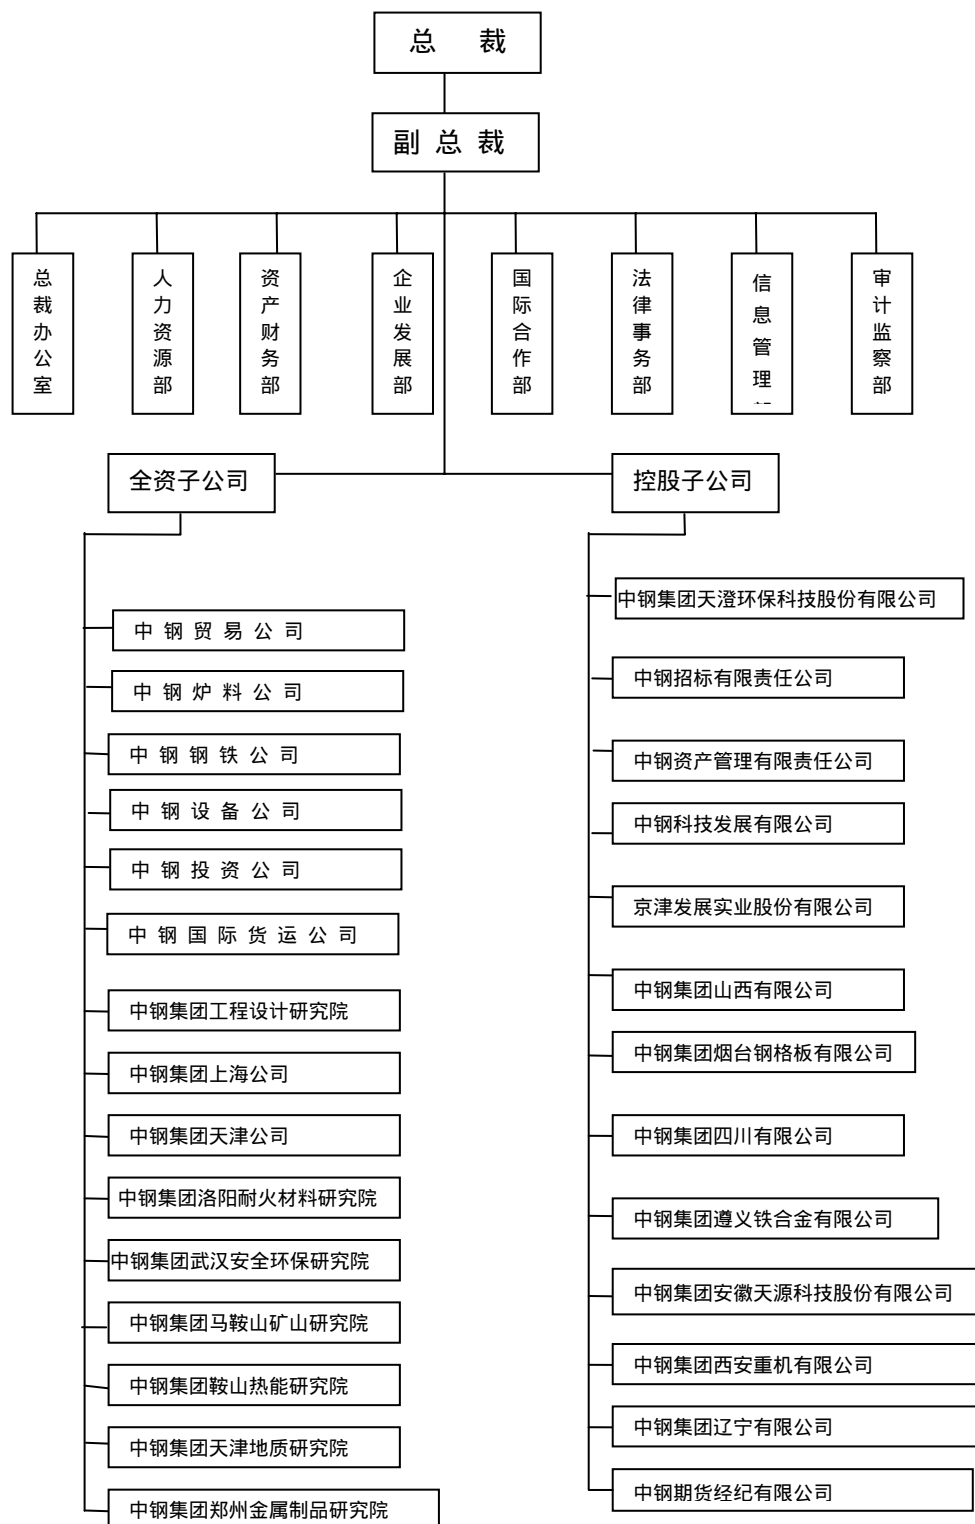 总 裁
副 总 裁
总裁办公室
人力资源部
资产财务部
企业发展部
国际合作部
法律事务部
信息管理
审计监察部
全资子公司
控股子公司
中钢贸易公司
中钢炉料公司
中钢钢铁公司
中钢设备公司
中钢投资公司
中钢国际货运公司
中钢集团工程设计研究院
中钢集团上海公司
中钢集团天津公司
中钢集团洛阳耐火材料研究院
中钢集团武汉安全环保研究院
中钢集团马鞍山矿山研究院
中钢集团鞍山热能研究院
中钢集团天津地质研究院
中钢集团郑州金属制品研究院
中钢集团天澄环保科技股份有限公司
中钢招标有限责任公司
中钢资产管理有限责任公司
中钢科技发展有限公司
京津发展实业股份有限公司
中钢集团山西有限公司
中钢集团烟台钢格板有限公司
中钢集团四川有限公司
中钢集团遵义铁合金有限公司
中钢集团安徽天源科技股份有限公司
中钢集团西安重机有限公司
中钢集团辽宁有限公司
中钢期货经纪有限公司